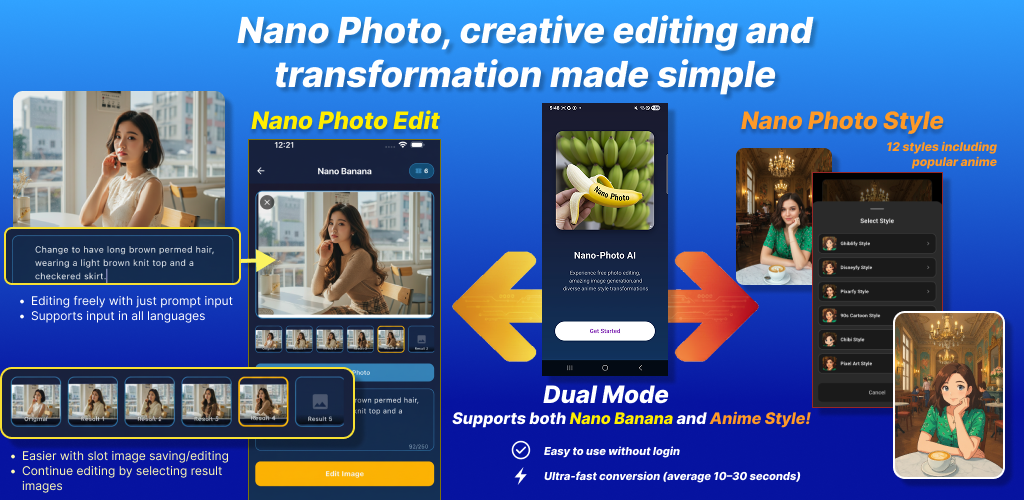 Nano Photo, creative editing and
transformation made simple
Nano Photo Edit
Change to have long brown permed hair,
wearing a light brown knit top and a
checkered skirt.
• Editing freely with just prompt input
• Supports input in all languages
12:21
Nano Banana
6
Result 2
Photo
rown permed hair,
knit top and a
92/250
Edit Image
Original
Result 1
Result 2
Result 3
Result 4
Result 5
• Easier with slot image saving/editing
• Continue editing by selecting result
images
5:48
Nano Photo
Nano-Photo AI
Experience free photo editing,
amazing image generation,and
diverse anime style transformations
Get Started
Dual Mode
Supports both Nano Banana and Anime Style!
Easy to use without login
Ultra-fast conversion (average 10–30 seconds)
Nano Photo Style
12 styles including
popular anime
Select Style
Ghiblify Style
Disneyfy Style
Pixarfy Style
90s Cartoon Style
Chibi Style
Pixel Art Style
Cancel